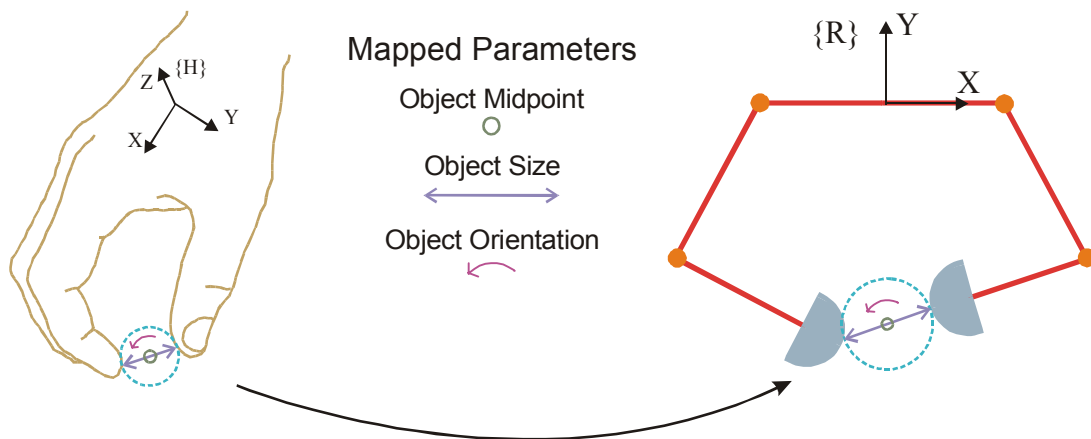 {H}
Z
Y
X
Mapped Parameters
Object Midpoint
Object Size
Object Orientation
{R}
Y
X